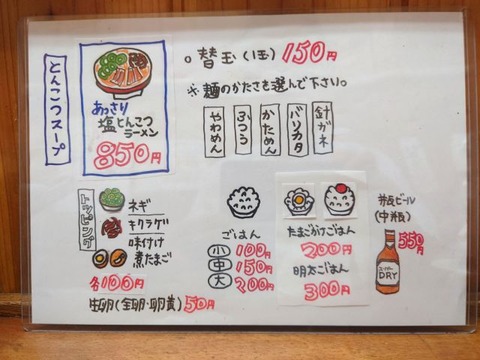 とんこつスープ
あっさり
塩とんこつ
ラーメン
850円
。替玉(1玉)150円
※麺のかたさを選んで下さい。
やわめん
ふつう
かためん
バリカタ
針ガネ
トッピング
ネギ
キクラゲ
味付け
煮たまご
各100円
生卵(全卵・卵黄)50円
ごはん
小 100円
中 150円
大 200円
たまごかけごはん
200円
明太ごはん
300円
瓶ビール
(中瓶)
550円
スーパー
DRY